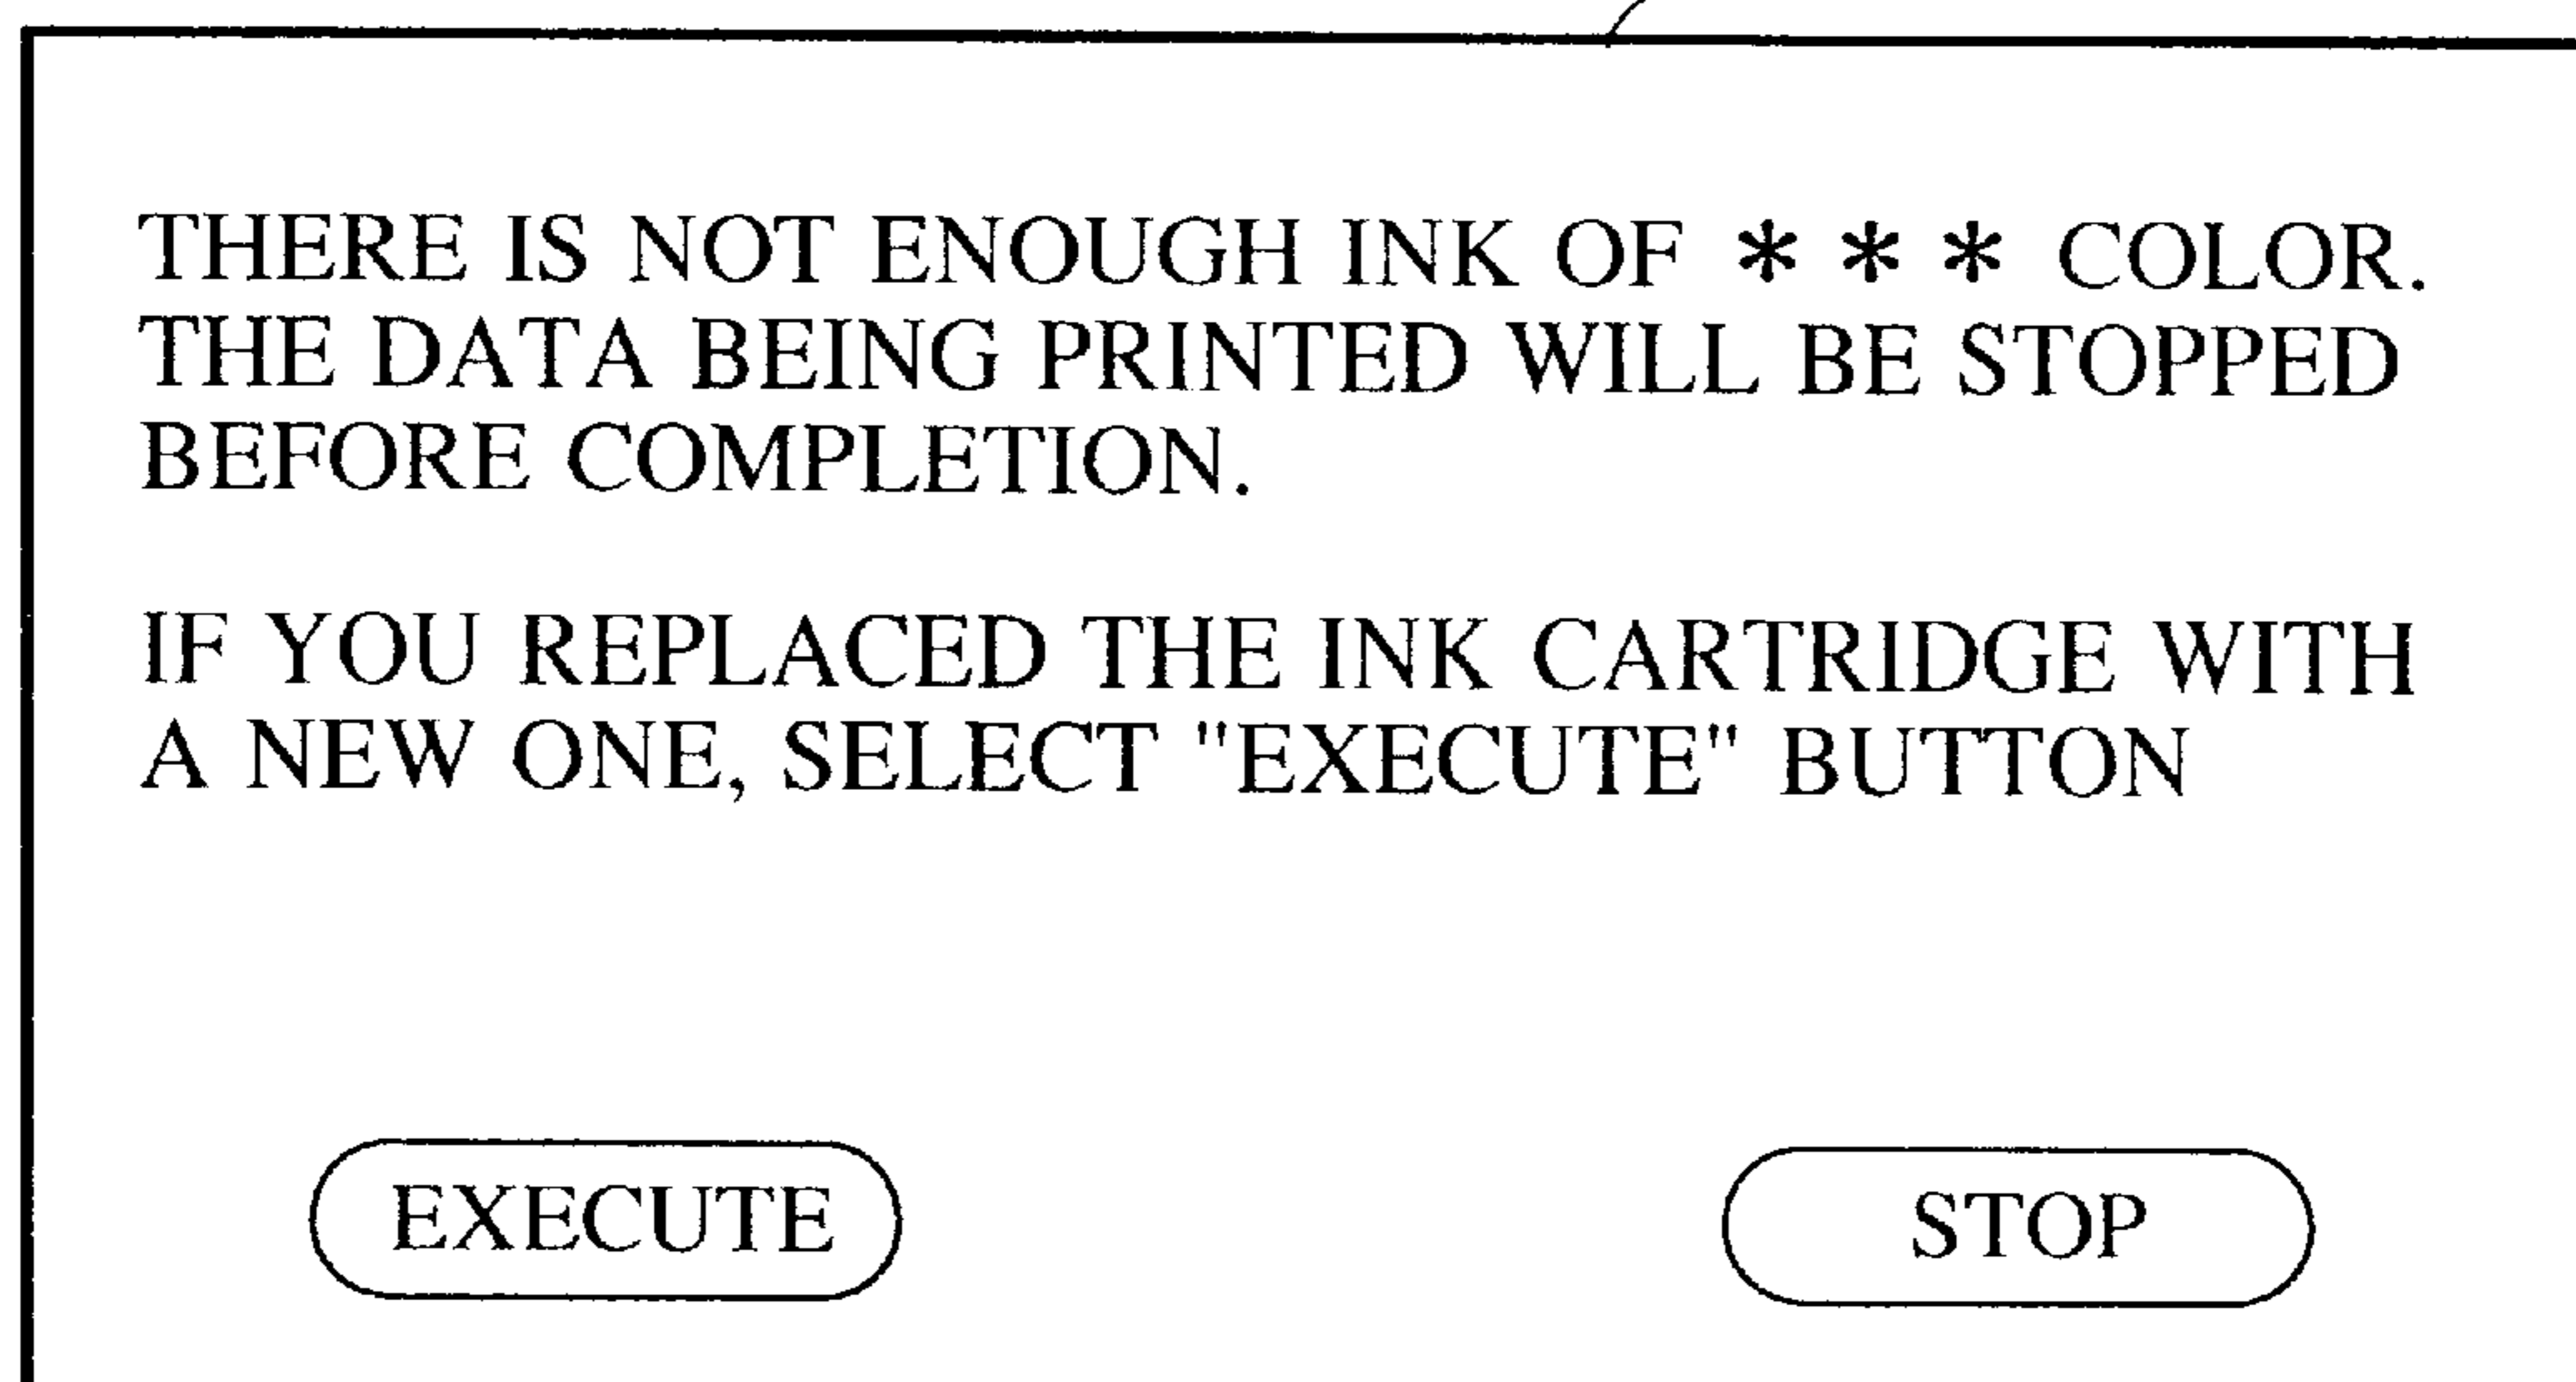 THERE IS NOT ENOUGH INK OF * * * COLOR.
THE DATA BEING PRINTED WILL BE STOPPED
BEFORE COMPLETION.
IF YOU REPLACED THE INK CARTRIDGE WITH
A NEW ONE, SELECT "EXECUTE" BUTTON
EXECUTE STOP